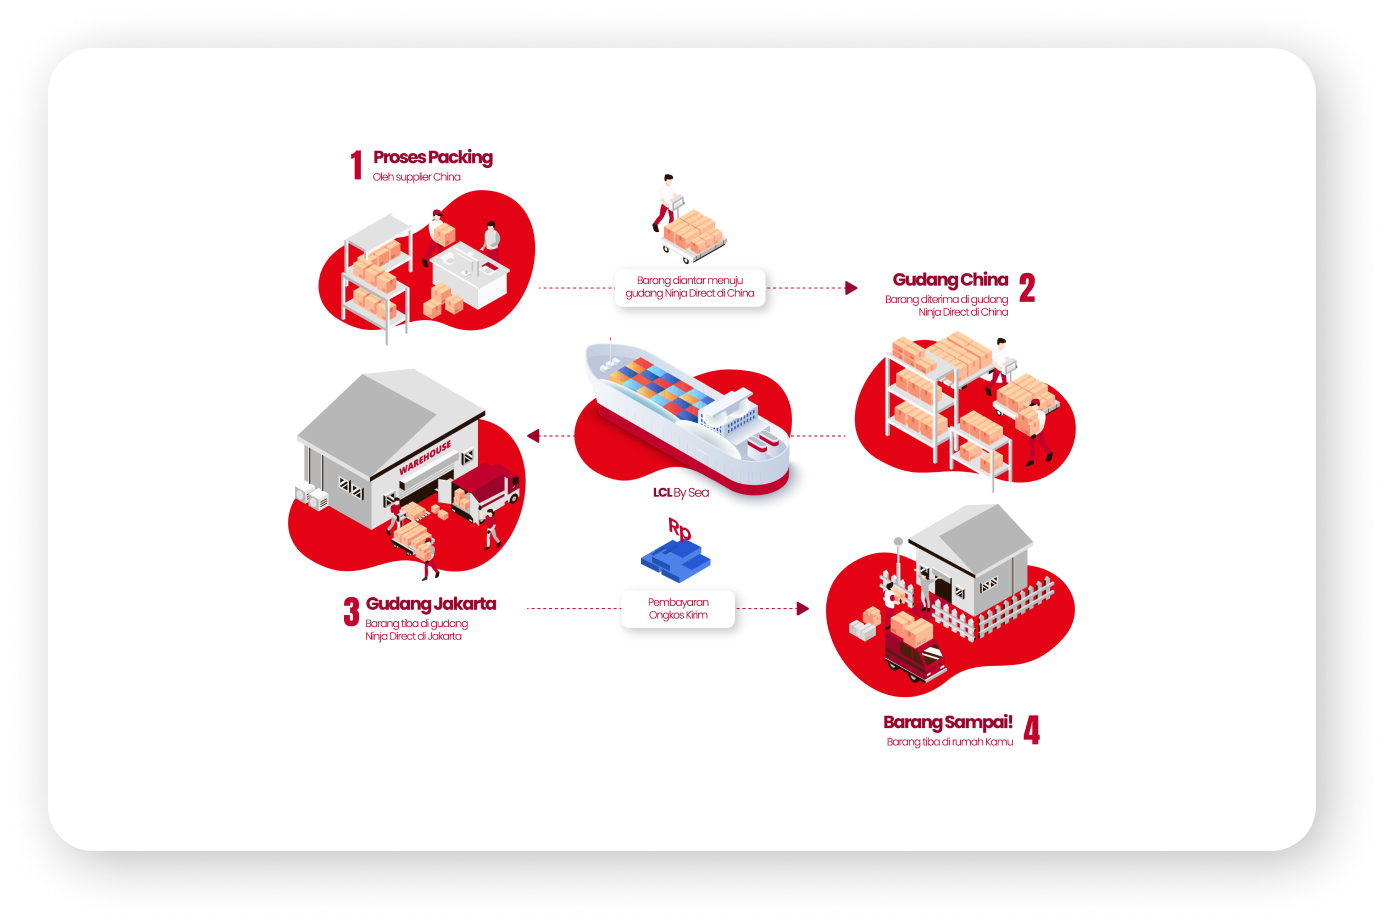 1 Proses Packing
Oleh supplier China
Barang diantar menuju
gudang Ninja Direct di China
Gudang China 2
Barang diterima di gudang
Ninja Direct di China
LCL By Sea
WAREHOUSE
3 Gudang Jakarta
Barang tiba di gudang
Ninja Direct di Jakarta
Rp
Pembayaran
Ongkos Kirim
Barang Sampai! 4
Barang tiba di rumah Kamu